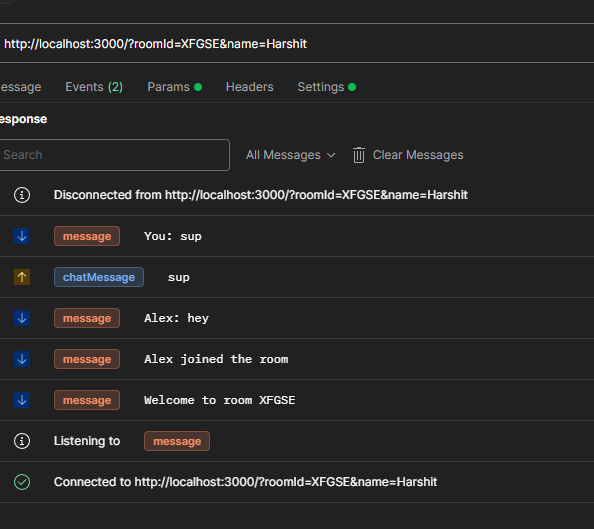 http://localhost:3000/?roomId=XFGSE&name=Harshit
essage Events (2) Params Headers Settings
esponse
Search All Messages Clear Messages
Disconnected from http://localhost:3000/?roomId=XFGSE&name=Harshit
message You: sup
chatMessage sup
message Alex: hey
message Alex joined the room
message Welcome to room XFGSE
Listening to message
Connected to http://localhost:3000/?roomId=XFGSE&name=Harshit